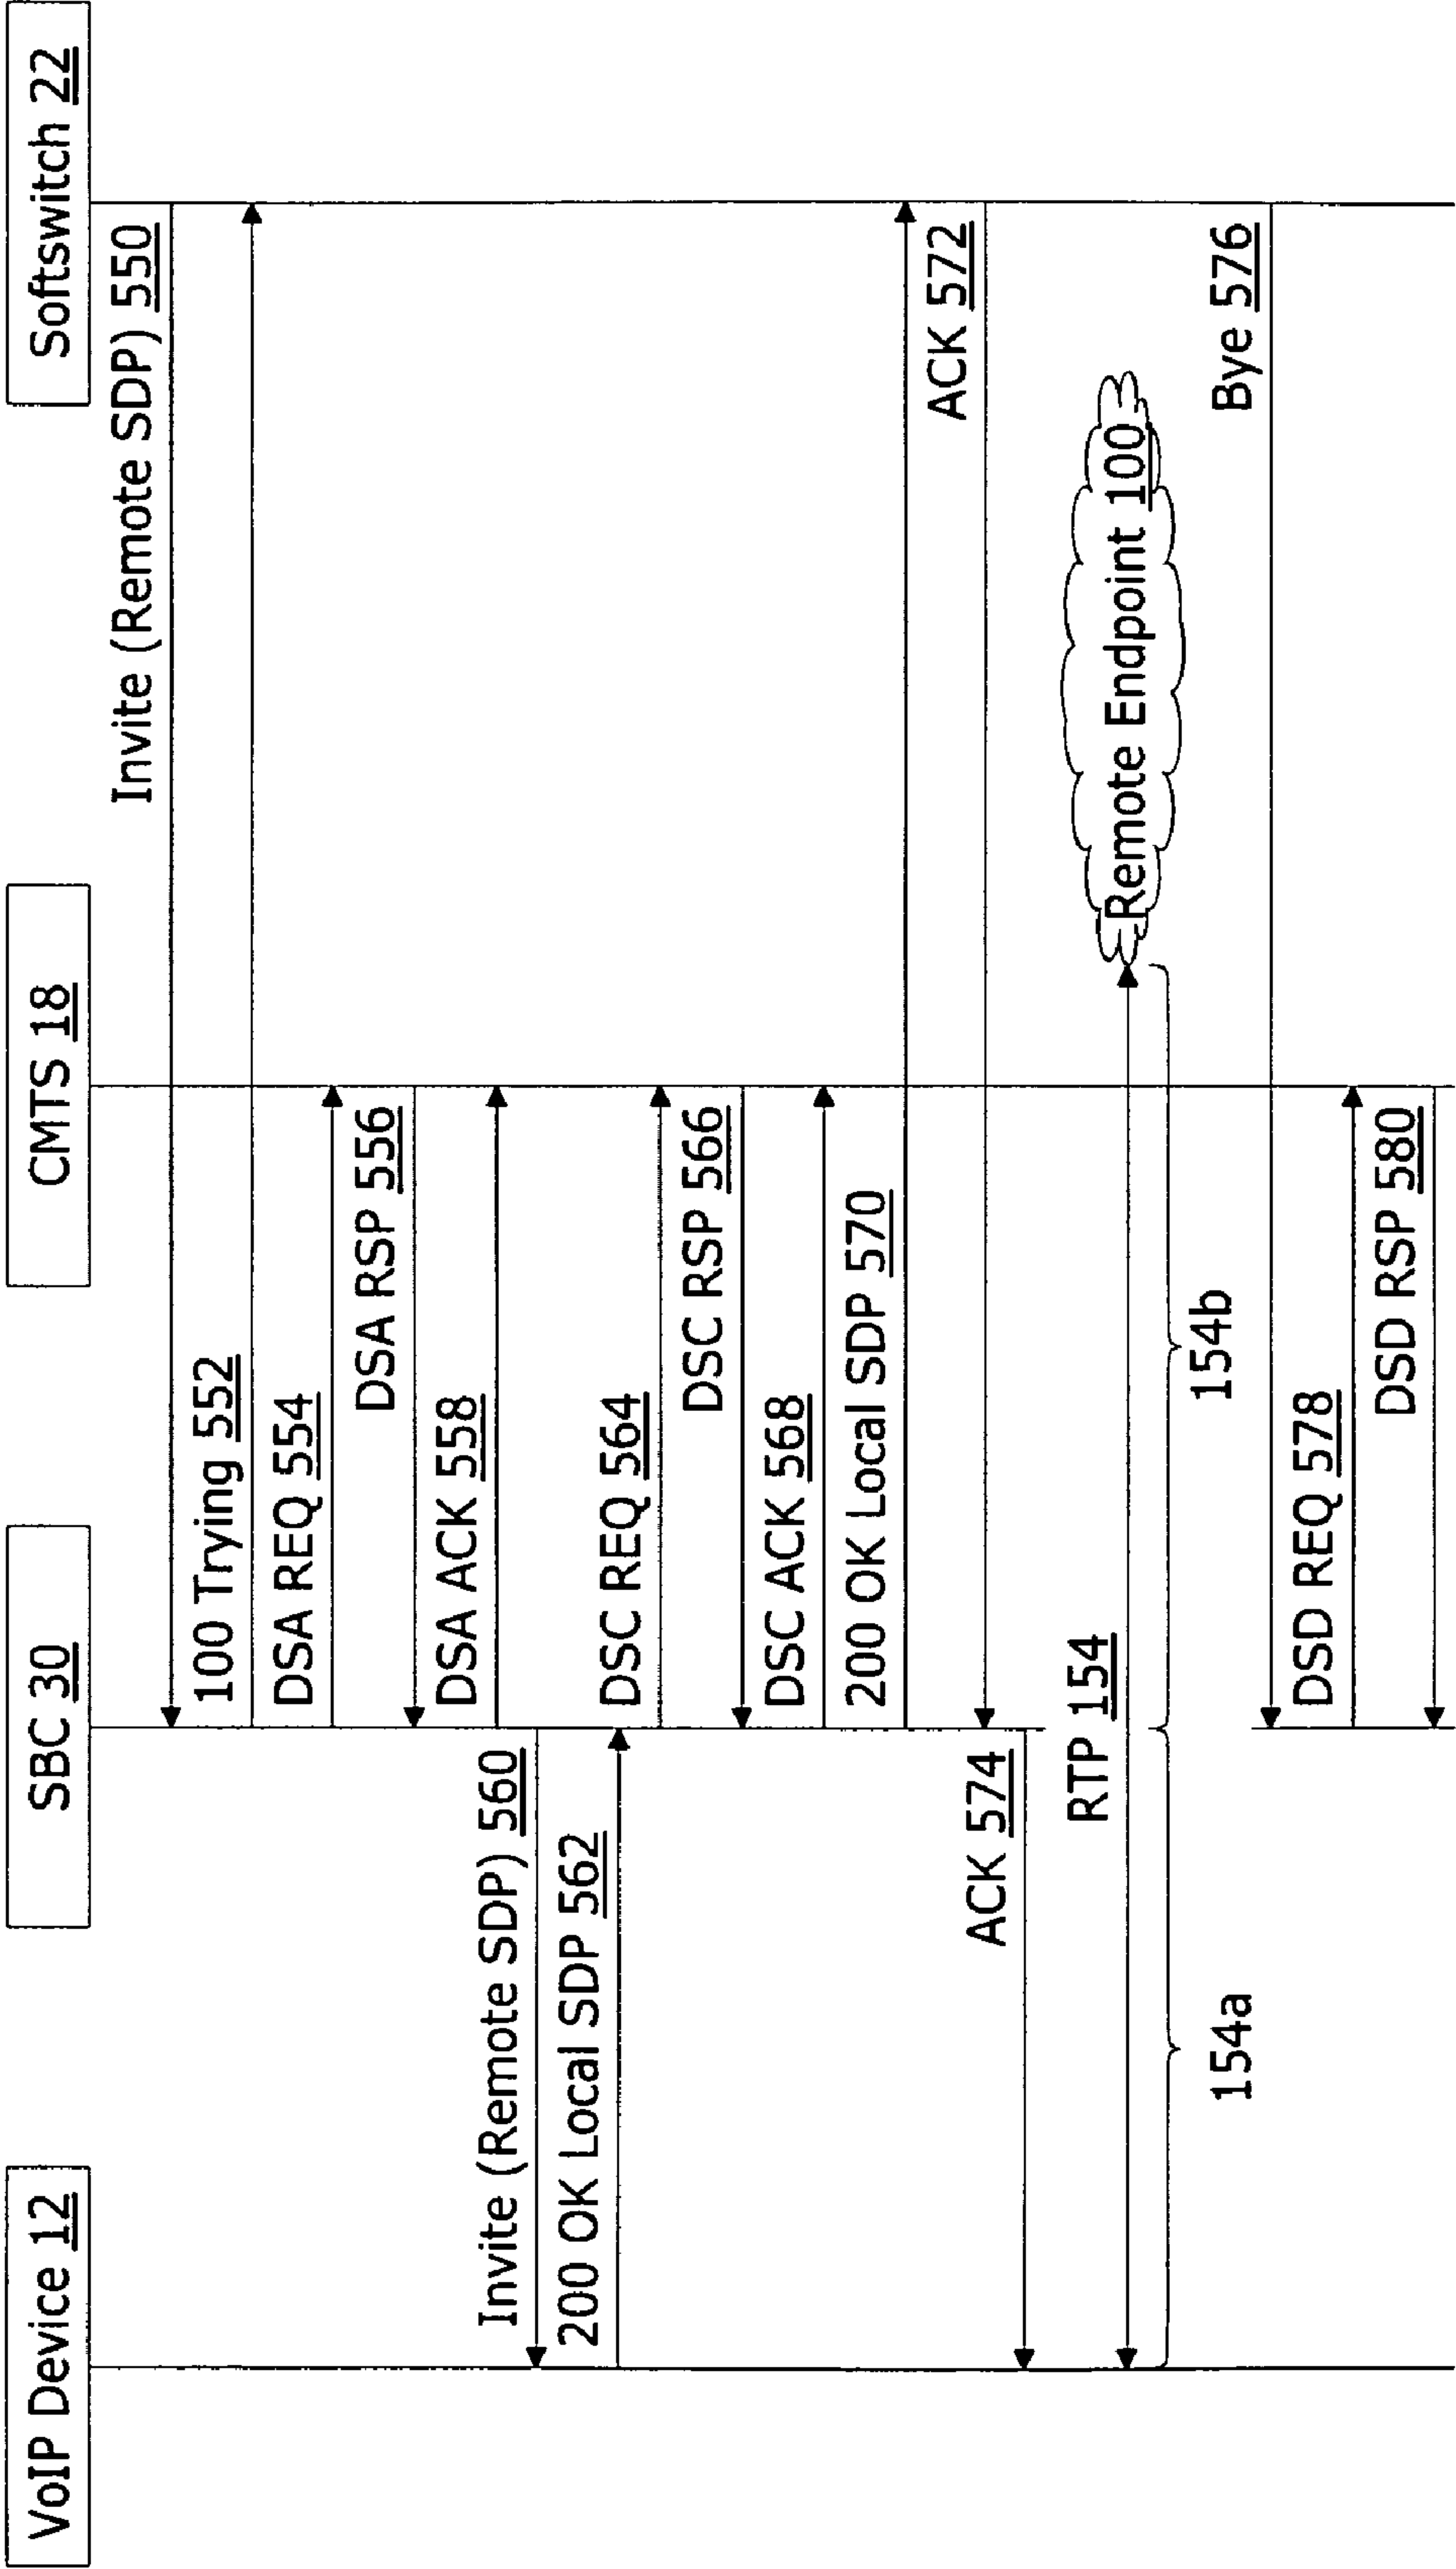 VoIP Device 12
SBC 30
CMTS 18
Softswitch 22
Invite (Remote SDP) 550
100 Trying 552
DSA REQ 554
DSA RSP 556
DSA ACK 558
Invite (Remote SDP) 560
200 OK Local SDP 562
DSC REQ 564
DSC RSP 566
DSC ACK 568
200 OK Local SDP 570
ACK 572
ACK 574
RTP 154
Remote Endpoint 100
154a
154b
Bye 576
DSD REQ 578
DSD RSP 580